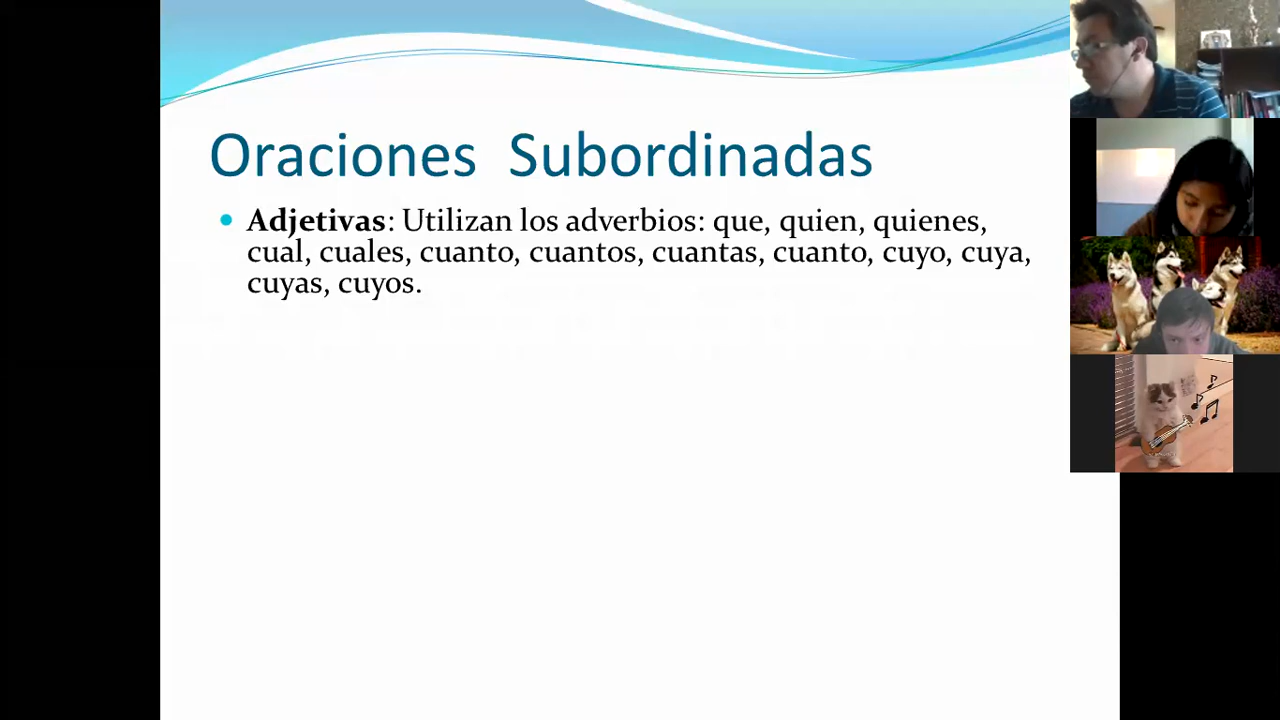 Oraciones Subordinadas
Adjetivas: Utilizan los adverbios: que, quien, quienes,
cual, cuales, cuanto, cuantos, cuantas, cuanto, cuyo, cuya,
cuyas, cuyos.